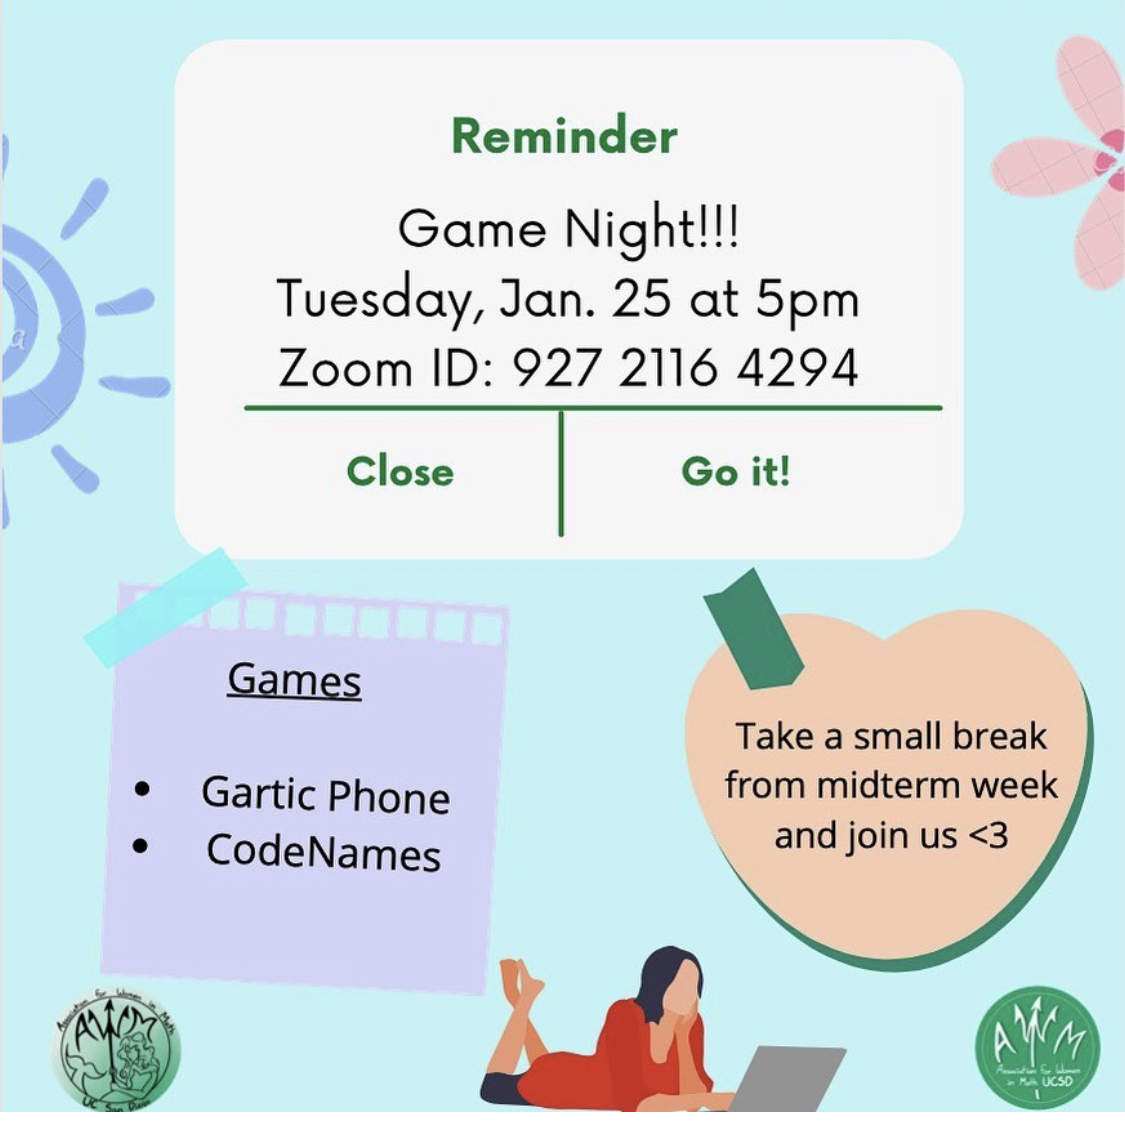 Reminder
Game Night!!!
Tuesday, Jan. 25 at 5pm
Zoom ID: 927 2116 4294
Close
Go it!
Games
• Gartic Phone
• CodeNames
Take a small break
from midterm week
and join us <3
Association for Women in Math
AWM
UC San Diego
AWM
Association for Women
in Math UCSD
a